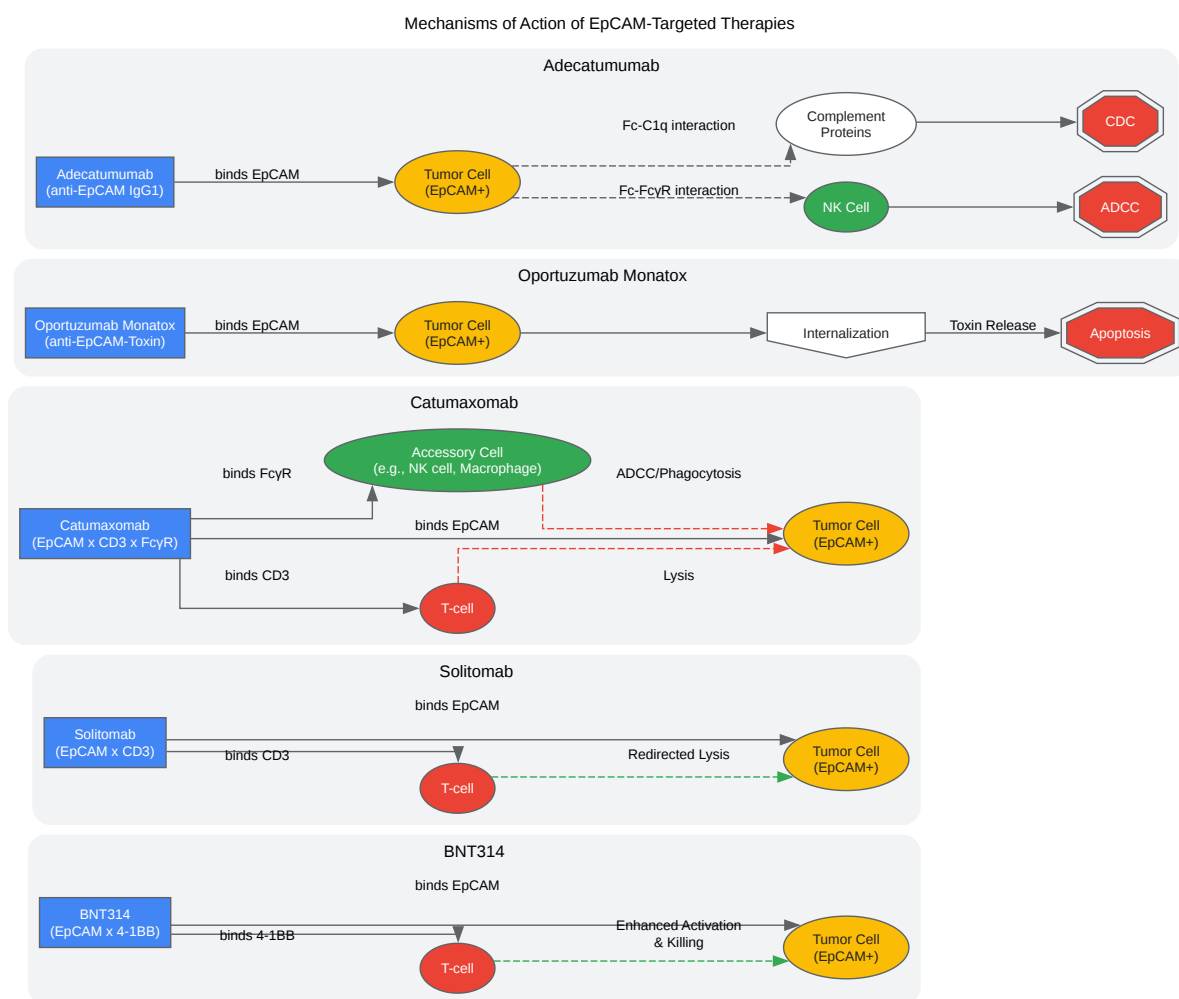 Mechanisms of Action of EpCAM-Targeted Therapies
Adecatumumab
Adecatumumab
(anti-EpCAM IgG1)
binds EpCAM
Tumor Cell
(EpCAM+)
Fc-C1q interaction
Fc-FcγR interaction
Complement
Proteins
NK Cell
CDC
ADCC
Oportuzumab Monatox
Oportuzumab Monatox
(anti-EpCAM-Toxin)
binds EpCAM
Tumor Cell
(EpCAM+)
Internalization
Toxin Release
Apoptosis
Catumaxomab
Catumaxomab
(EpCAM x CD3 x FcγR)
binds FcγR
Accessory Cell
(e.g., NK cell, Macrophage)
ADCC/Phagocytosis
binds EpCAM
Tumor Cell
(EpCAM+)
binds CD3
T-cell
Lysis
Solitomab
Solitomab
(EpCAM x CD3)
binds EpCAM
binds CD3
T-cell
Redirected Lysis
Tumor Cell
(EpCAM+)
BNT314
BNT314
(EpCAM x 4-1BB)
binds EpCAM
binds 4-1BB
T-cell
Enhanced Activation
& Killing
Tumor Cell
(EpCAM+)